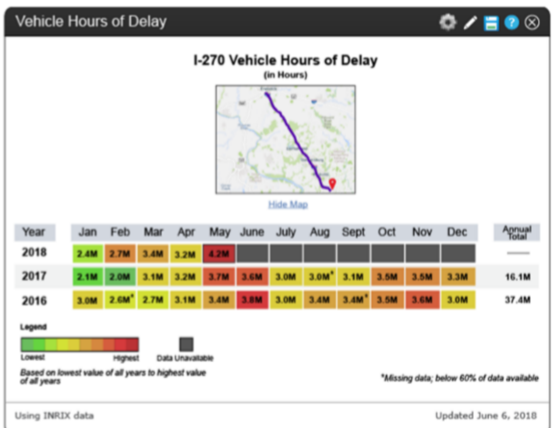 Vehicle Hours of Delay
I-270 Vehicle Hours of Delay
(in Hours)
Hide Map
Year Jan Feb Mar Apr May June July Aug Sept Oct Nov Dec Annual Total
2018 2.4M 2.7M 3.4M 3.2M 4.2M
2017 2.1M 2.0M 3.1M 3.2M 3.7M 3.6M 3.0M 3.0M* 3.1M 3.5M 3.5M 3.3M 16.1M
2016 3.0M 2.6M* 2.7M 3.1M 3.4M 3.8M 3.0M 3.4M 3.4M* 3.5M 3.6M 3.0M 37.4M
Legend
Lowest Highest Data Unavailable
Based on lowest value of all years to highest value
of all years
*Missing data; below 60% of data available
Using INRIX data Updated June 6, 2018